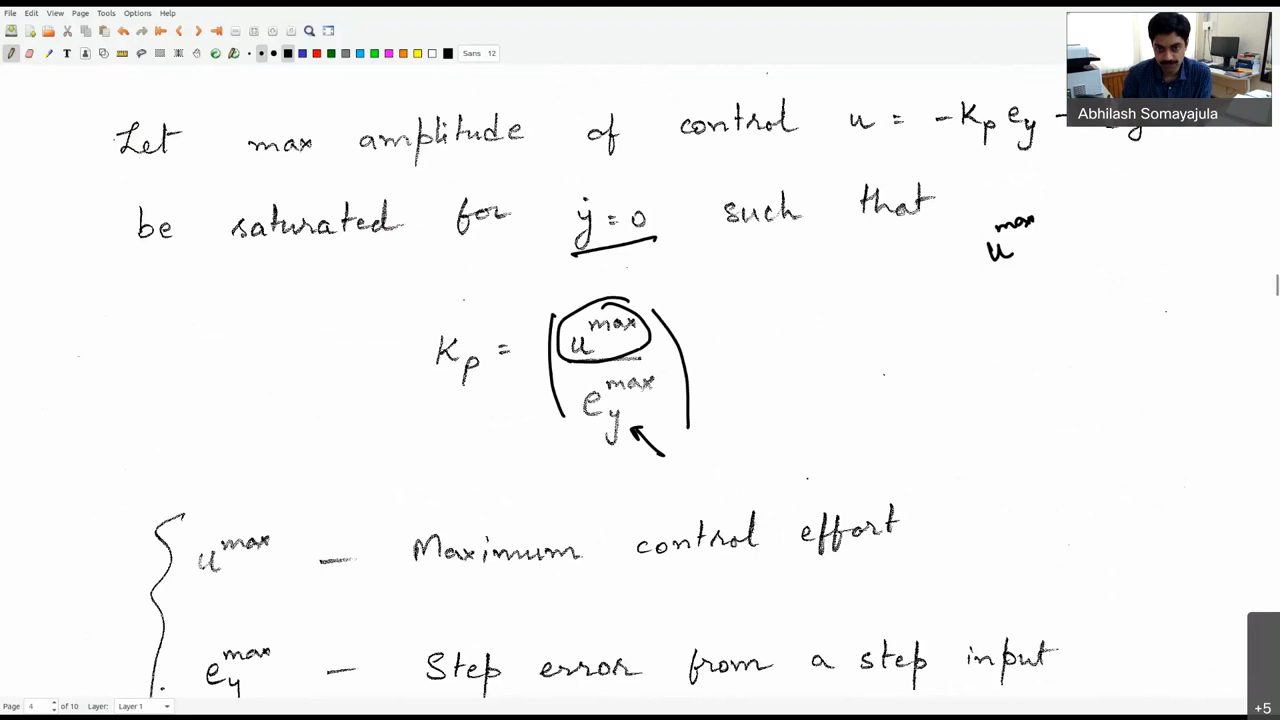 File Edit View Page Tools Options Help
Sans 12
Abhilash Somayajula
Let max amplitude of control u = -Kp ey -
be saturated for ẏ = 0 such that
u^max
Kp = (u^max / ey^max)
u^max — Maximum control effort
ey^max — Step error from a step input
Page 4 of 10 Layer: Layer 1
+5